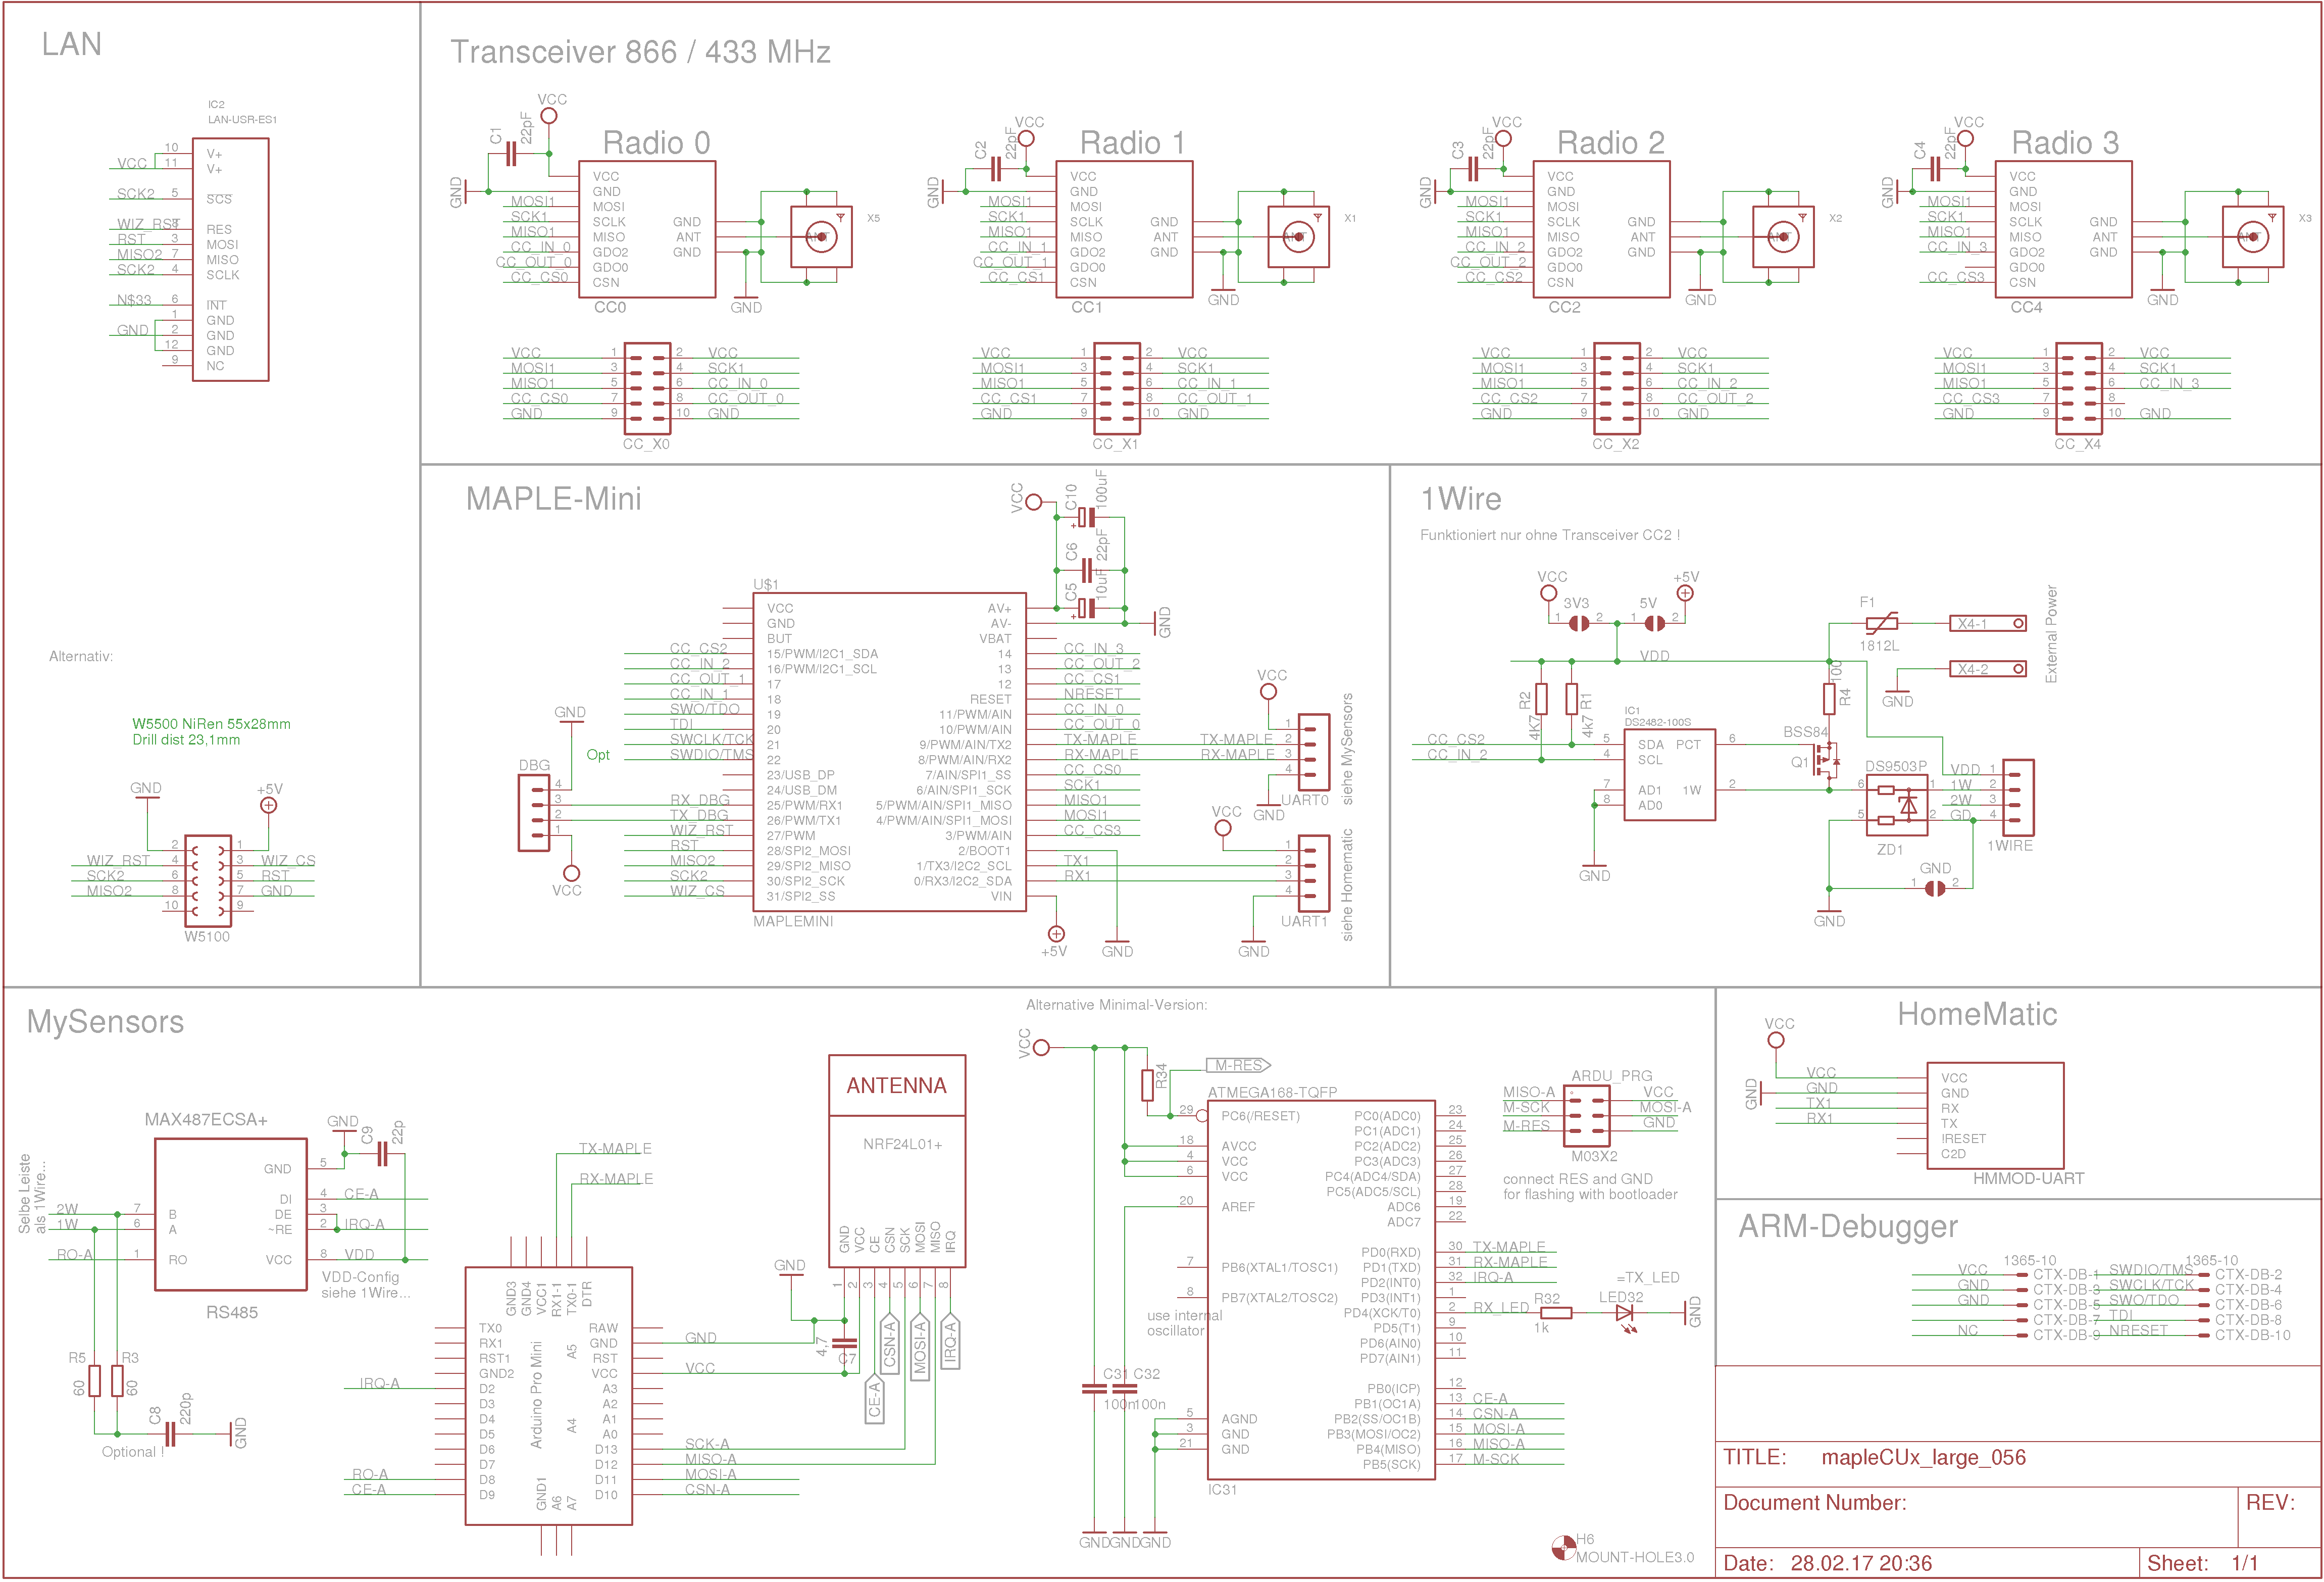 LAN
IC2
LAN-USR-ES1
VCC
SCK2
WIZ_RST
RST
MISO2
SCK2
N$33
GND
10
11
5
8
3
7
4
6
1
2
12
9
V+
V+
SCS
RES
MOSI
MISO
SCLK
INT
GND
GND
GND
NC
Alternativ:
W5500 NiRen 55x28mm
Drill dist 23,1mm
GND
+5V
WIZ_RST 4 3 WIZ_CS
SCK2 6 5 RST
MISO2 8 7 GND
2 1
10 9
W5100
Transceiver 866 / 433 MHz
Radio 0
VCC
C1
22pF
GND
MOSI1
SCK1
MISO1
CC_IN_0
CC_OUT_0
CC_CS0
VCC
GND
MOSI
SCLK
MISO
GDO2
GDO0
CSN
GND
ANT
GND
CC0
X5
ANT
GND
VCC 1 2 VCC
MOSI1 3 4 SCK1
MISO1 5 6 CC_IN_0
CC_CS0 7 8 CC_OUT_0
GND 9 10 GND
CC_X0
Radio 1
VCC
C2
22pF
GND
MOSI1
SCK1
MISO1
CC_IN_1
CC_OUT_1
CC_CS1
VCC
GND
MOSI
SCLK
MISO
GDO2
GDO0
CSN
GND
ANT
GND
CC1
X1
ANT
GND
VCC 1 2 VCC
MOSI1 3 4 SCK1
MISO1 5 6 CC_IN_1
CC_CS1 7 8 CC_OUT_1
GND 9 10 GND
CC_X1
Radio 2
VCC
C3
22pF
GND
MOSI1
SCK1
MISO1
CC_IN_2
CC_OUT_2
CC_CS2
VCC
GND
MOSI
SCLK
MISO
GDO2
GDO0
CSN
GND
ANT
GND
CC2
X2
ANT
GND
VCC 1 2 VCC
MOSI1 3 4 SCK1
MISO1 5 6 CC_IN_2
CC_CS2 7 8 CC_OUT_2
GND 9 10 GND
CC_X2
Radio 3
VCC
C4
22pF
GND
MOSI1
SCK1
MISO1
CC_IN_3
CC_CS3
VCC
GND
MOSI
SCLK
MISO
GDO2
GDO0
CSN
GND
ANT
GND
CC4
X3
ANT
GND
VCC 1 2 VCC
MOSI1 3 4 SCK1
MISO1 5 6 CC_IN_3
CC_CS3 7 8
GND 9 10 GND
CC_X4
MAPLE-Mini
VCC
C10
100uF
C6
22pF
C5
10uF
GND
U$1
VCC
GND
BUT
CC_CS2 15/PWM/I2C1_SDA
CC_IN_2 16/PWM/I2C1_SCL
CC_OUT_1 17
CC_IN_1 18
SWO/TDO 19
TDI 20
SWCLK/TCK 21
SWDIO/TMS 22
23/USB_DP
24/USB_DM
RX_DBG 25/PWM/RX1
TX_DBG 26/PWM/TX1
WIZ_RST 27/PWM
RST 28/SPI2_MOSI
MISO2 29/SPI2_MISO
SCK2 30/SPI2_SCK
WIZ_CS 31/SPI2_SS
AV+
AV-
VBAT
14 CC_IN_3
13 CC_OUT_2
12 CC_CS1
RESET NRESET
11/PWM/AIN CC_IN_0
10/PWM/AIN CC_OUT_0
9/PWM/AIN/TX2 TX-MAPLE
8/PWM/AIN/RX2 RX-MAPLE
7/AIN/SPI1_SS CC_CS0
6/AIN/SPI1_SCK SCK1
5/PWM/AIN/SPI1_MISO MISO1
4/PWM/AIN/SPI1_MOSI MOSI1
3/PWM/AIN CC_CS3
2/BOOT1
1/TX3/I2C2_SCL TX1
0/RX3/I2C2_SDA RX1
VIN
MAPLEMINI
GND
Opt
DBG
4
3
2
1
VCC
+5V
GND
VCC
1
TX-MAPLE 2
RX-MAPLE 3
4
GND
UART0
siehe MySensors
VCC
1
2
3
4
GND
UART1
siehe Homematic
1Wire
Funktioniert nur ohne Transceiver CC2 !
VCC
+5V
3V3
5V
1 2
1 2
VDD
F1
1812L
X4-1
X4-2
GND
External Power
R2
4K7
R1
4k7
100
R4
IC1
DS2482-100S
CC_CS2 5 SDA
CC_IN_2 4 SCL
7 AD1
8 AD0
PCT 6
1W 2
GND
BSS84
Q1
DS9503P
6
5
1
2
ZD1
VDD 1
1W 2
2W 3
GD 4
1WIRE
GND
1 2
GND
MySensors
MAX487ECSA+
GND
C9
22p
GND 5
DI 4 CE-A
DE 3
~RE 2 IRQ-A
VCC 8 VDD
2W 7 B
1W 6 A
RO-A 1 RO
Selbe Leiste
als 1Wire...
VDD-Config
siehe 1Wire...
RS485
R5
60
R3
60
C8
220p
GND
Optional !
TX-MAPLE
RX-MAPLE
GND3
GND4
VCC1
RX1-1
TX0-1
DTR
TX0
RX1
RST1
GND2
IRQ-A D2
D3
D4
D5
D6
D7
RO-A D8
CE-A D9
Arduino Pro Mini
A5
A4
RAW
GND GND
RST
VCC VCC
A3
A2
A1
A0
D13 SCK-A
D12 MISO-A
D11 MOSI-A
D10 CSN-A
GND1
A6
A7
ANTENNA
NRF24L01+
GND
VCC
CE
CSN
SCK
MOSI
MISO
IRQ
1
2
3
4
5
6
7
8
GND
4,7
C7
CE-A
CSN-A
MOSI-A
IRQ-A
Alternative Minimal-Version:
VCC
R34
M-RES
ATMEGA168-TQFP
29 PC6(/RESET)
18 AVCC
4 VCC
6 VCC
20 AREF
7 PB6(XTAL1/TOSC1)
8 PB7(XTAL2/TOSC2)
use internal
oscillator
5 AGND
3 GND
21 GND
PC0(ADC0) 23
PC1(ADC1) 24
PC2(ADC2) 25
PC3(ADC3) 26
PC4(ADC4/SDA) 27
PC5(ADC5/SCL) 28
ADC6 19
ADC7 22
PD0(RXD) 30 TX-MAPLE
PD1(TXD) 31 RX-MAPLE
PD2(INT0) 32 IRQ-A
PD3(INT1) 1
PD4(XCK/T0) 2 RX_LED
PD5(T1) 9
PD6(AIN0) 10
PD7(AIN1) 11
PB0(ICP) 12
PB1(OC1A) 13 CE-A
PB2(SS/OC1B) 14 CSN-A
PB3(MOSI/OC2) 15 MOSI-A
PB4(MISO) 16 MISO-A
PB5(SCK) 17 M-SCK
IC31
C31 C32
100n 100n
GND GND GND
R32
1k
=TX_LED
LED32
GND
ARDU_PRG
MISO-A VCC
M-SCK MOSI-A
M-RES GND
M03X2
connect RES and GND
for flashing with bootloader
H6
MOUNT-HOLE3.0
HomeMatic
VCC
GND
VCC VCC
GND GND
TX1 RX
RX1 TX
!RESET
C2D
HMMOD-UART
ARM-Debugger
1365-10 1365-10
VCC CTX-DB-1 SWDIO/TMS CTX-DB-2
GND CTX-DB-3 SWCLK/TCK CTX-DB-4
GND CTX-DB-5 SWO/TDO CTX-DB-6
CTX-DB-7 TDI CTX-DB-8
NC CTX-DB-9 NRESET CTX-DB-10
TITLE: mapleCUx_large_056
Document Number:
REV:
Date: 28.02.17 20:36
Sheet: 1/1